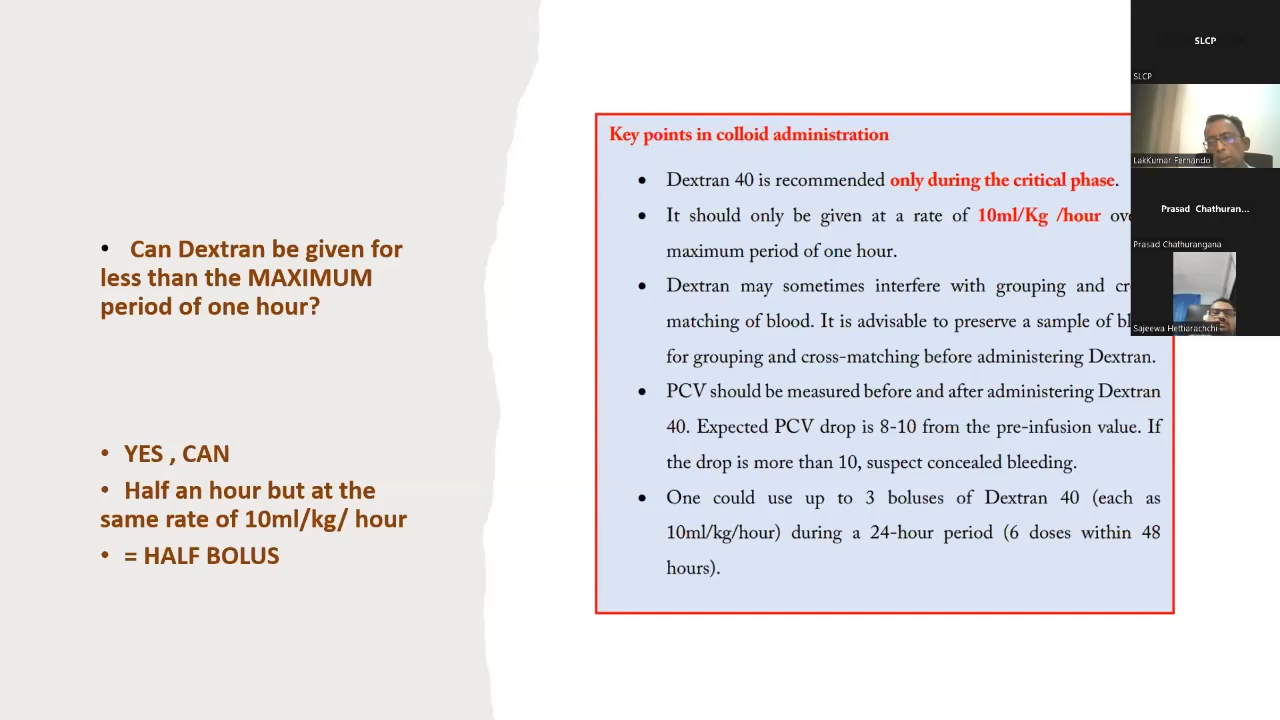 Can Dextran be given for
less than the MAXIMUM
period of one hour?
YES , CAN
Half an hour but at the
same rate of 10ml/kg/ hour
= HALF BOLUS
Key points in colloid administration
Dextran 40 is recommended only during the critical phase.
It should only be given at a rate of 10ml/Kg /hour
maximum period of one hour.
Dextran may sometimes interfere with grouping and
matching of blood. It is advisable to preserve a sample of
for grouping and cross-matching before administering Dextran.
PCV should be measured before and after administering Dextran
40. Expected PCV drop is 8-10 from the pre-infusion value. If
the drop is more than 10, suspect concealed bleeding.
One could use up to 3 boluses of Dextran 40 (each as
10ml/kg/hour) during a 24-hour period (6 doses within 48
hours).
SLCP
SLCP
LakKumar Fernando
Prasad Chathuran...
Prasad Chathurangana
Sajeewa Hettiarachchi